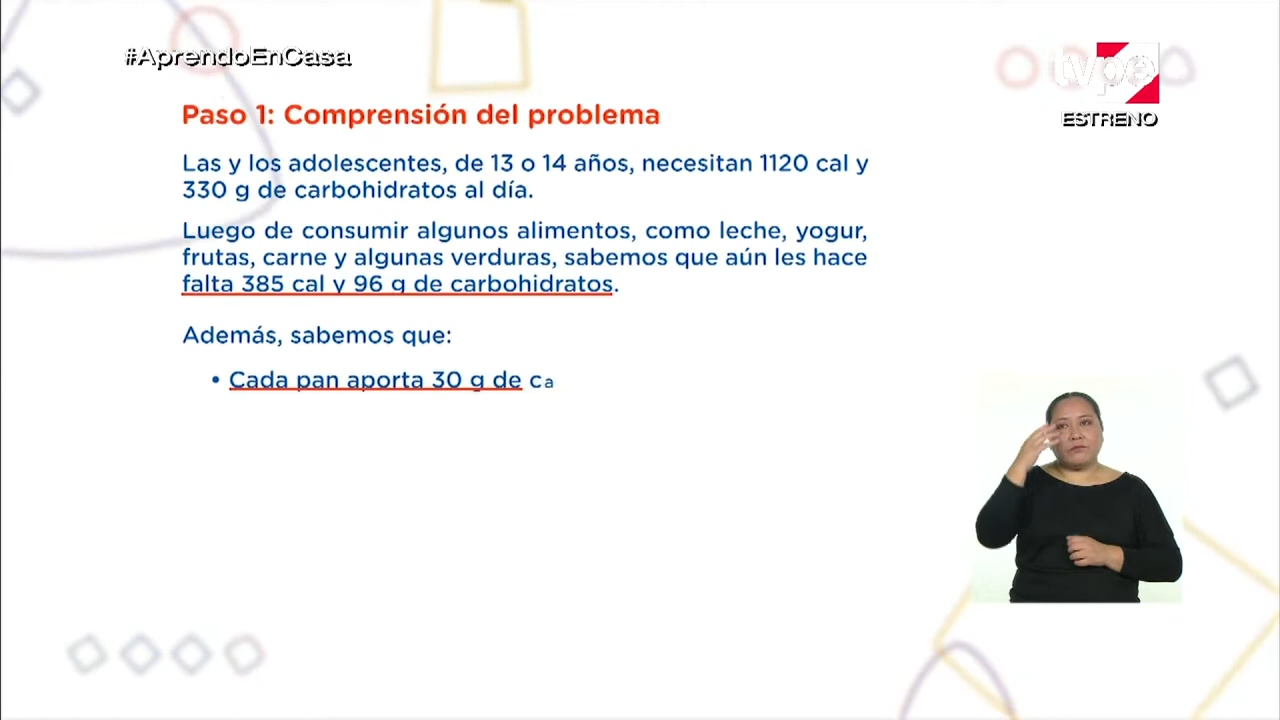 #AprendoEnCasa
tvpe
ESTRENO
Paso 1: Comprensión del problema
Las y los adolescentes, de 13 o 14 años, necesitan 1120 cal y
330 g de carbohidratos al día.
Luego de consumir algunos alimentos, como leche, yogur,
frutas, carne y algunas verduras, sabemos que aún les hace
falta 385 cal y 96 g de carbohidratos.
Además, sabemos que:
• Cada pan aporta 30 g de ca